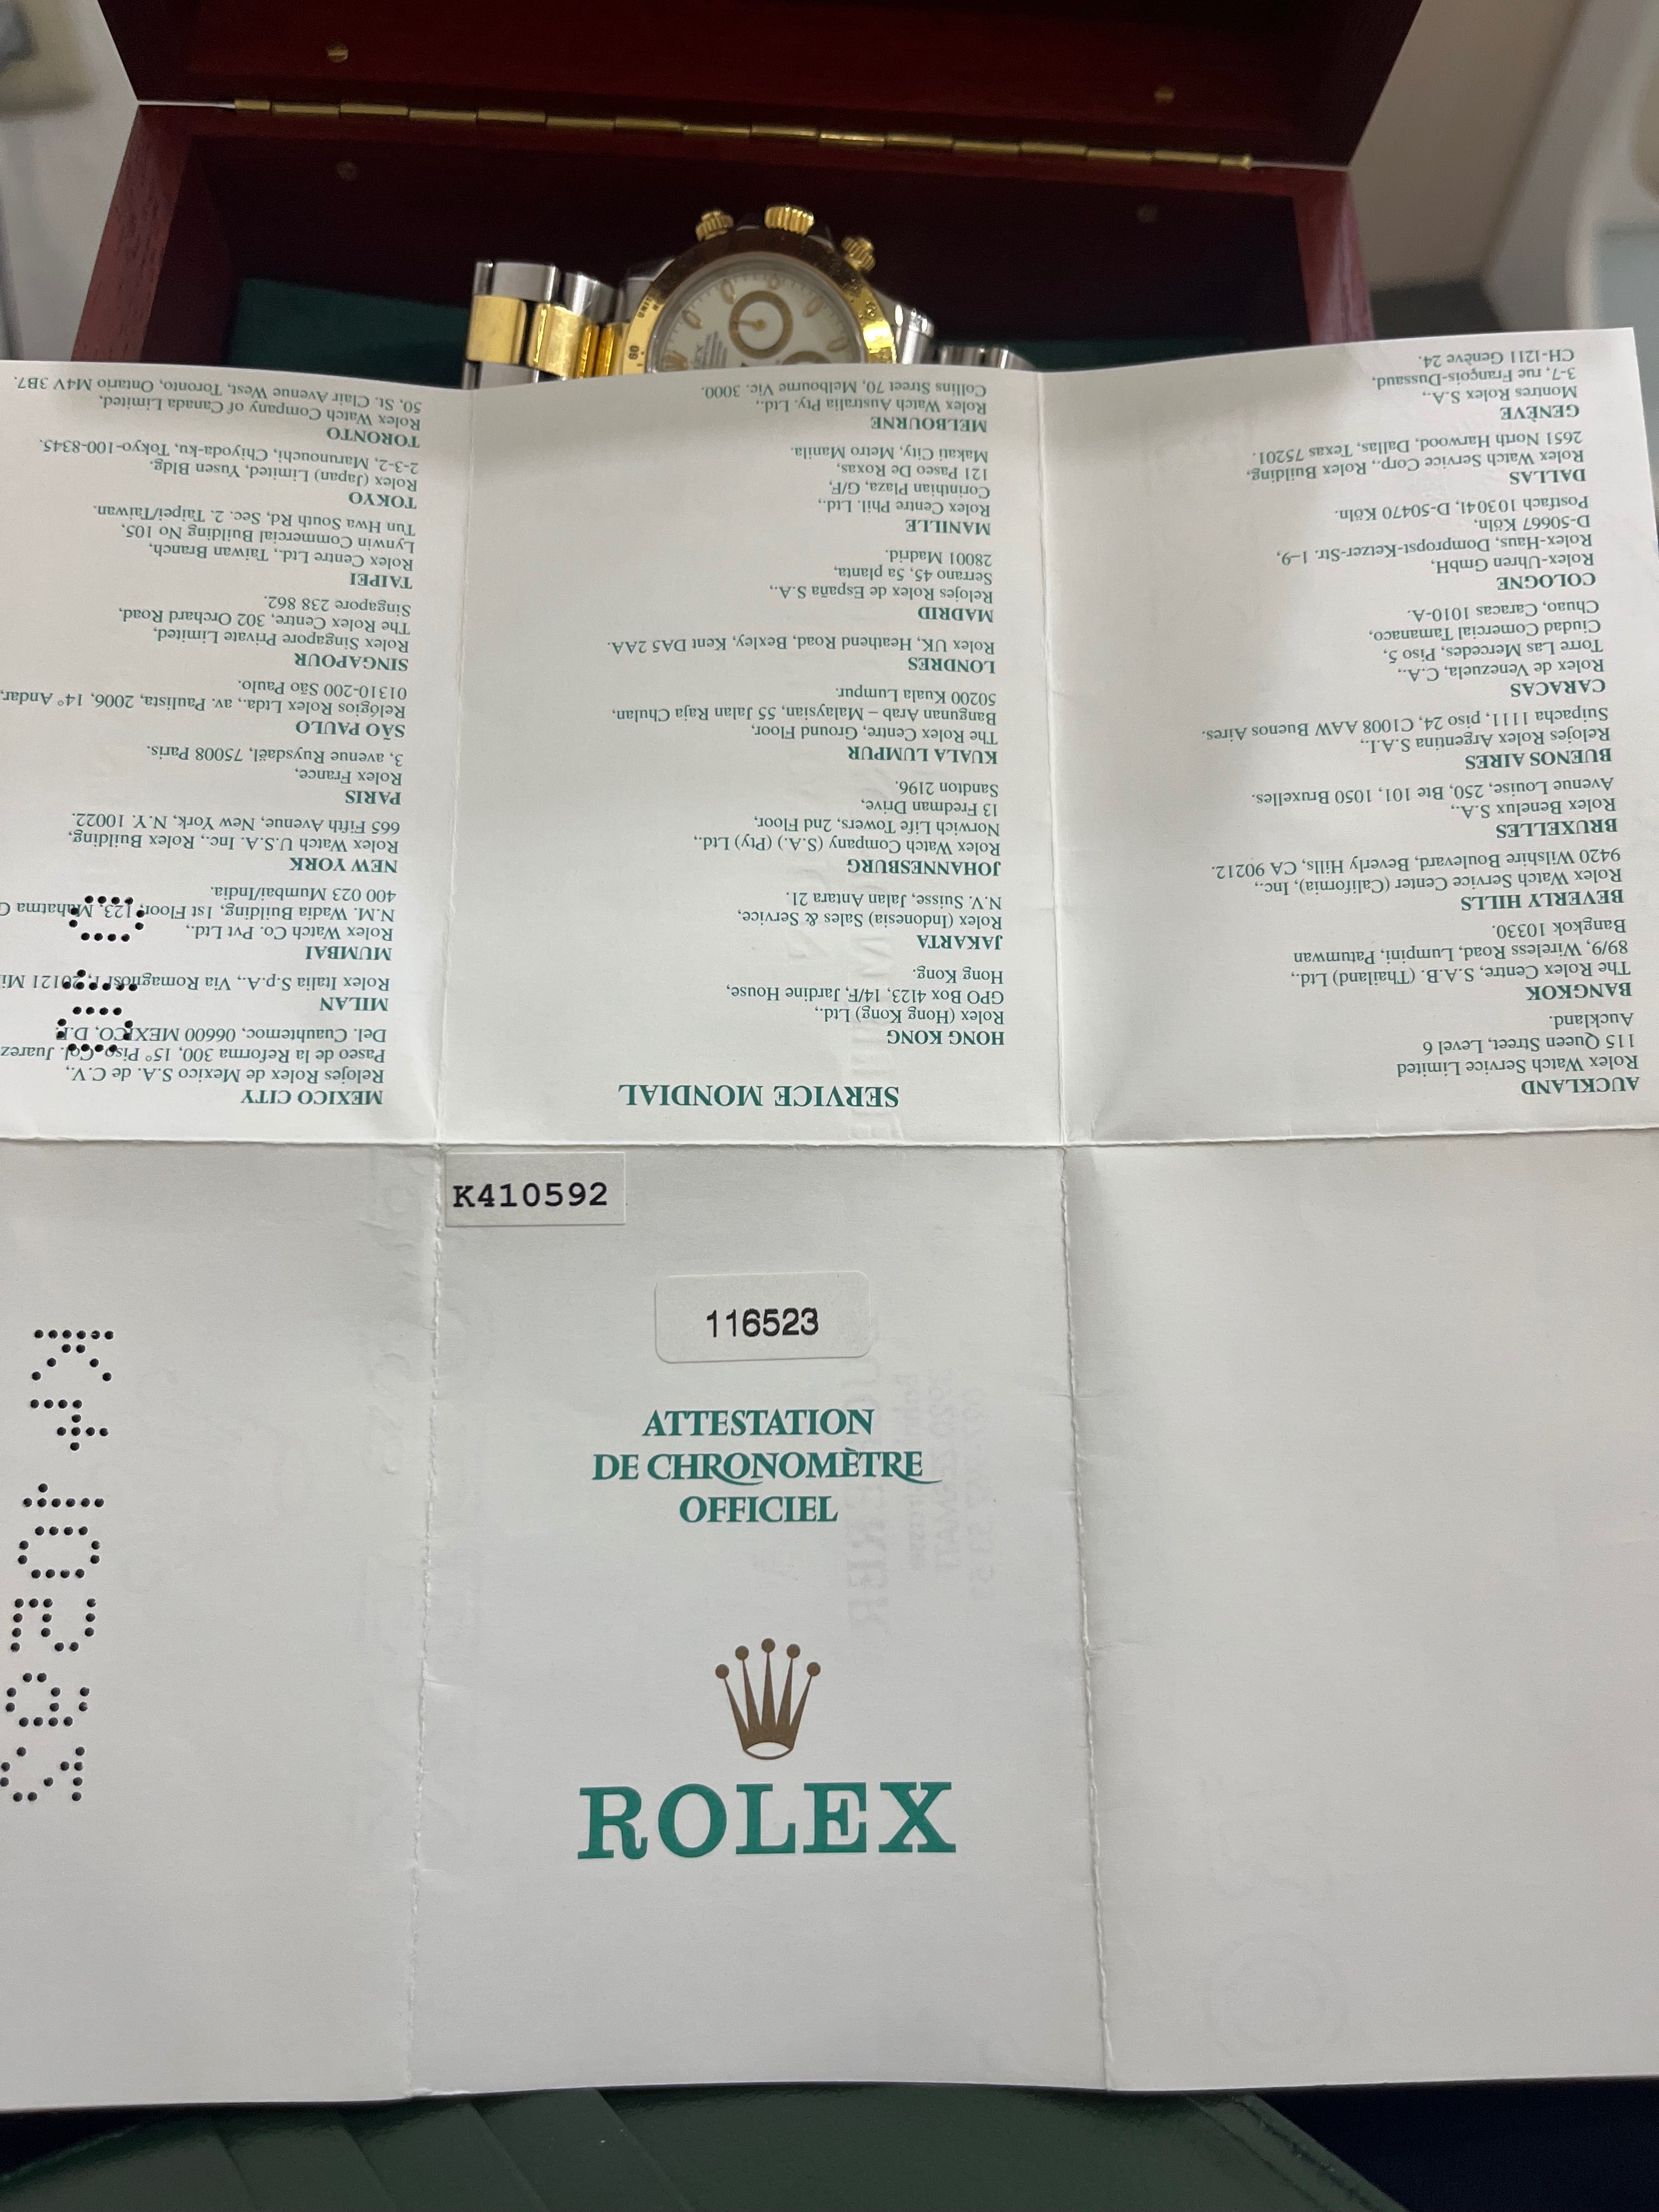 AUCKLAND
Rolex Watch Service Limited
115 Queen Street, Level 6
Auckland.
BANGKOK
The Rolex Centre, S.A.B. (Thailand) Ltd.,
89/9, Wireless Road, Lumpini, Patumwan
Bangkok 10330.
BEVERLY HILLS
Rolex Watch Service Center (California), Inc.,
9420 Wilshire Boulevard, Beverly Hills, CA 90212.
BRUXELLES
Rolex Benelux S.A.,
Avenue Louise, 250, Bte 101, 1050 Bruxelles.
BUENOS AIRES
Relojes Rolex Argentina S.A.I.,
Suipacha 1111, piso 24, C1008 AAW Buenos Aires.
CARACAS
Rolex de Venezuela, C.A.,
Torre Las Mercedes, Piso 5,
Ciudad Comercial Tamanaco,
Chuao, Caracas 1010-A.
COLOGNE
Rolex-Uhren GmbH,
Rolex-Haus, Dompropst-Ketzer-Str. 1-9,
D-50667 Köln,
Postfach 103041, D-50470 Köln.
DALLAS
Rolex Watch Service Corp., Rolex Building,
2651 North Harwood, Dallas, Texas 75201.
GENÈVE
Montres Rolex S.A.,
3-7, rue François-Dussaud,
CH-1211 Genève 24.
SERVICE MONDIAL
HONG KONG
Rolex (Hong Kong) Ltd.,
GPO Box 4123, 14/F, Jardine House,
Hong Kong.
JAKARTA
Rolex (Indonesia) Sales & Service,
N.V. Suisse, Jalan Antara 21.
JOHANNESBURG
Rolex Watch Company (S.A.) (Pty) Ltd.,
Norwich Life Towers, 2nd Floor,
13 Fredman Drive,
Sandton 2196.
KUALA LUMPUR
The Rolex Centre, Ground Floor,
Bangunan Arab – Malaysian, 55 Jalan Raja Chulan,
50200 Kuala Lumpur.
LONDRES
Rolex UK, Heathend Road, Bexley, Kent DA5 2AA.
MADRID
Relojes Rolex de España S.A.,
Serrano 45, 5a planta,
28001 Madrid.
MANILLE
Rolex Centre Phil. Ltd.,
Corinthian Plaza, G/F,
121 Paseo De Roxas,
Makati City, Metro Manila.
MELBOURNE
Rolex Watch Australia Pty. Ltd.,
Collins Street 70, Melbourne Vic. 3000.
MEXICO CITY
Relojes Rolex de Mexico S.A. de C.V.,
Paseo de la Reforma 300, 15° Piso, Col. Juarez
Del. Cuauhtemoc, 06600 MEXICO, D.F.
MILAN
Rolex Italia S.p.A., Via Romagnosi 1, 20121 Mi
MUMBAI
Rolex Watch Co. Pvt Ltd.,
N.M. Wadia Building, 1st Floor, 123, Mahatma G
400 023 Mumbai/India.
NEW YORK
Rolex Watch U.S.A. Inc., Rolex Building,
665 Fifth Avenue, New York, N.Y. 10022.
PARIS
Rolex France,
3, avenue Ruysdaël, 75008 Paris.
SÃO PAULO
Relógios Rolex Ltda., av. Paulista, 2006, 14° Andar,
01310-200 São Paulo.
SINGAPOUR
Rolex Singapore Private Limited,
The Rolex Centre, 302 Orchard Road,
Singapore 238 862.
TAIPEI
Rolex Centre Ltd., Taiwan Branch,
Lynwin Commercial Building No 105,
Tun Hwa South Rd, Sec. 2. Taipei/Taiwan.
TOKYO
Rolex (Japan) Limited, Yusen Bldg.
2-3-2, Marunouchi, Chiyoda-ku, Tokyo-100-8345.
TORONTO
Rolex Watch Company of Canada Limited,
50, St. Clair Avenue West, Toronto, Ontario M4V 3B7.
K410592
116523
ATTESTATION
DE CHRONOMÈTRE
OFFICIEL
ROLEX
K410592